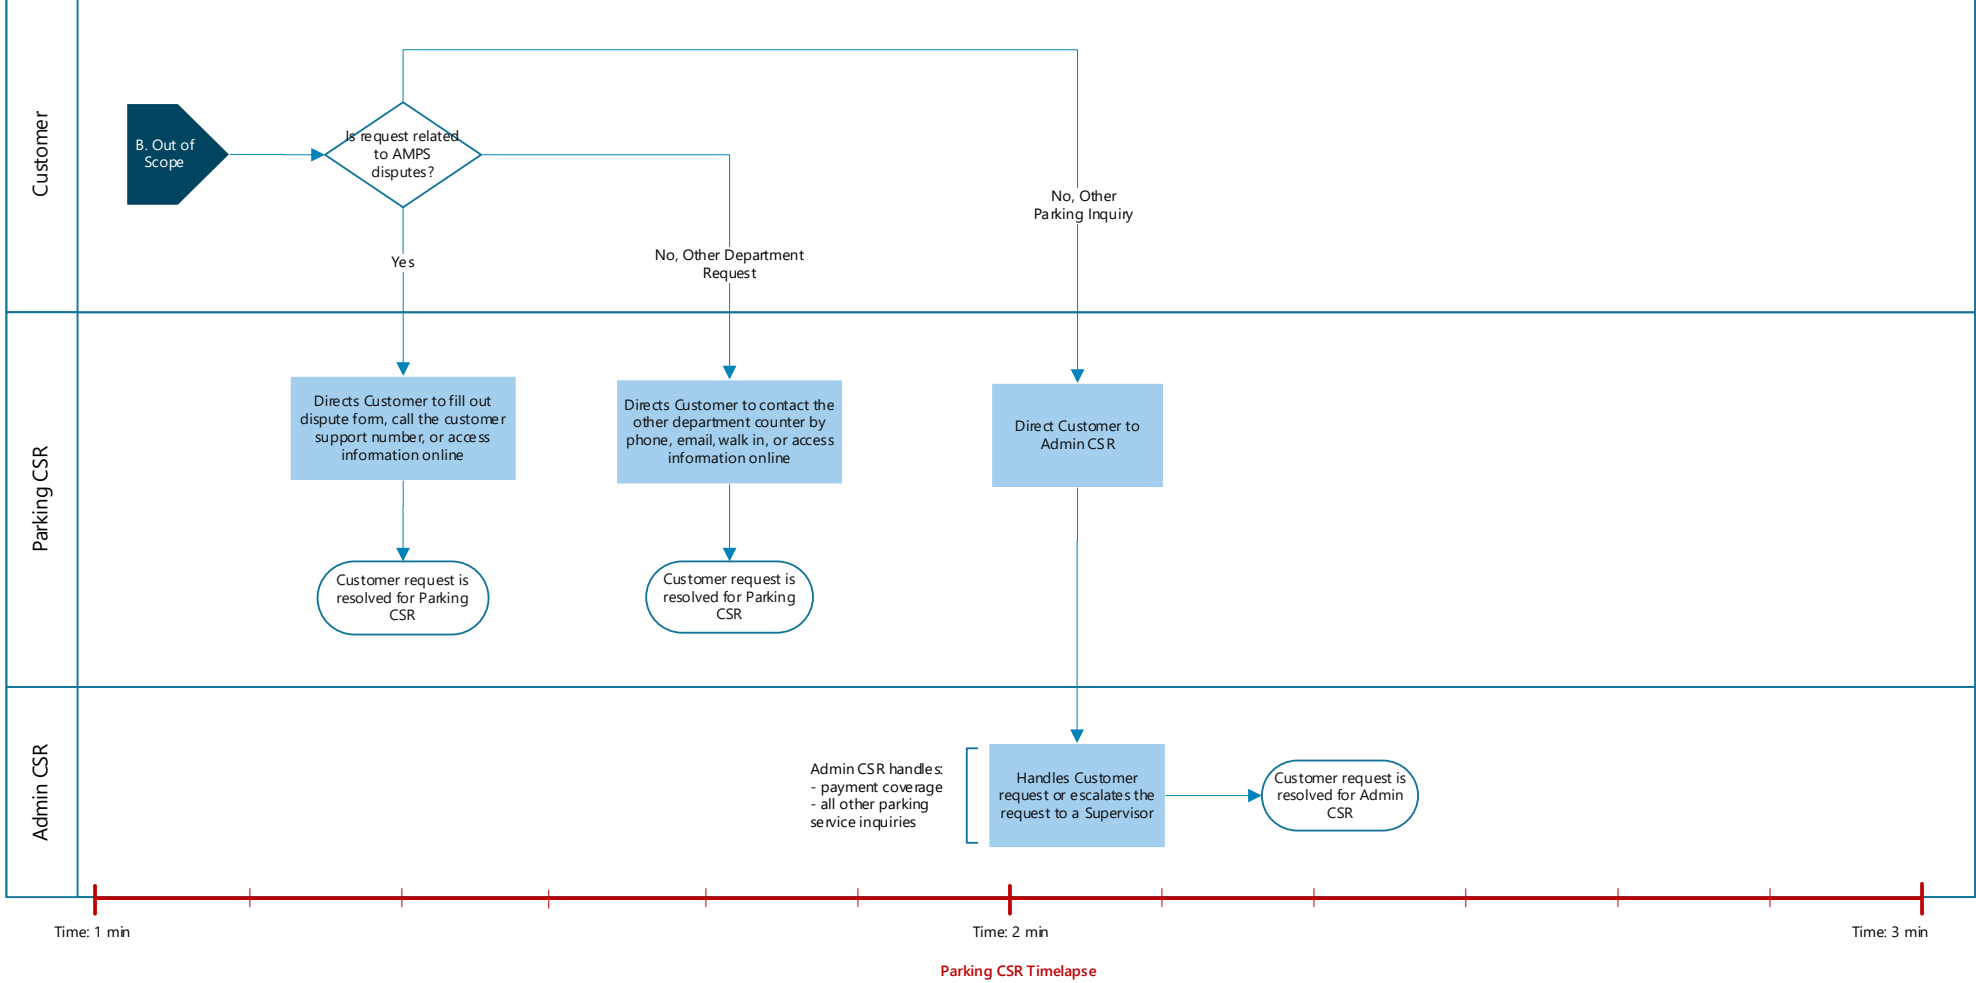 Customer
B. Out of
Scope
Is request related
to AMPS
disputes?
Yes
No, Other Department
Request
No, Other
Parking Inquiry
Parking CSR
Directs Customer to fill out
dispute form, call the customer
support number, or access
information online
Directs Customer to contact the
other department counter by
phone, email, walk in, or access
information online
Direct Customer to
Admin CSR
Customer request is
resolved for Parking
CSR
Customer request is
resolved for Parking
CSR
Admin CSR
Admin CSR handles:
- payment coverage
- all other parking
service inquiries
Handles Customer
request or escalates the
request to a Supervisor
Customer request is
resolved for Admin
CSR
Time: 1 min
Time: 2 min
Time: 3 min
Parking CSR Timelapse